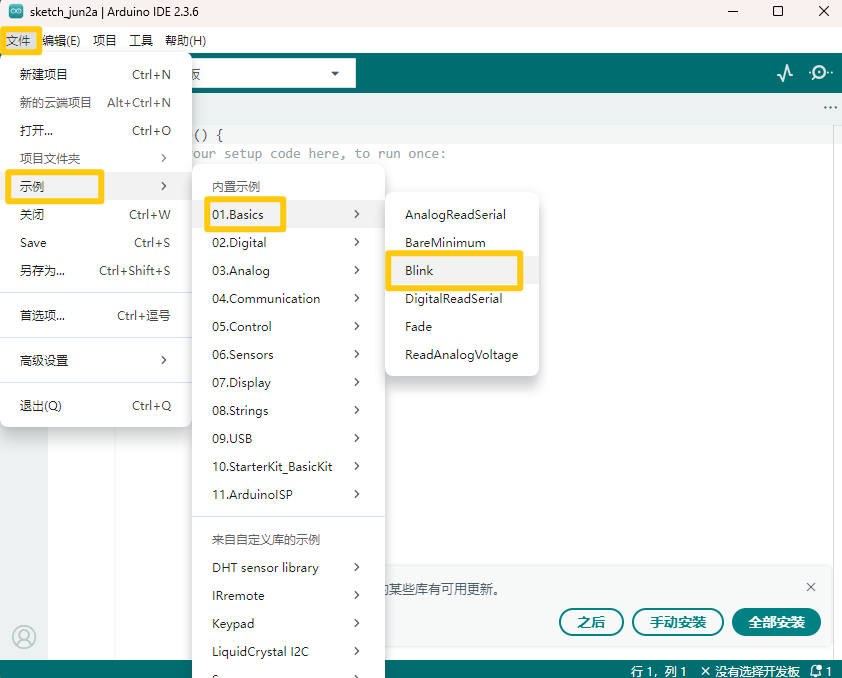 sketch_jun2a | Arduino IDE 2.3.6
文件 编辑(E) 项目 工具 帮助(H)
新建项目 Ctrl+N
新的云端项目 Alt+Ctrl+N
打开... Ctrl+O
项目文件夹
示例
关闭 Ctrl+W
Save Ctrl+S
另存为... Ctrl+Shift+S
首选项... Ctrl+逗号
高级设置
退出(Q) Ctrl+Q
板
() {
our setup code here, to run once:
内置示例
01.Basics
02.Digital
03.Analog
04.Communication
05.Control
06.Sensors
07.Display
08.Strings
09.USB
10.StarterKit_BasicKit
11.ArduinoISP
来自自定义库的示例
DHT sensor library
IRremote
Keypad
LiquidCrystal I2C
AnalogReadSerial
BareMinimum
Blink
DigitalReadSerial
Fade
ReadAnalogVoltage
某些库有可用更新。
之后 手动安装 全部安装
行 1，列 1 × 没有选择开发板 1